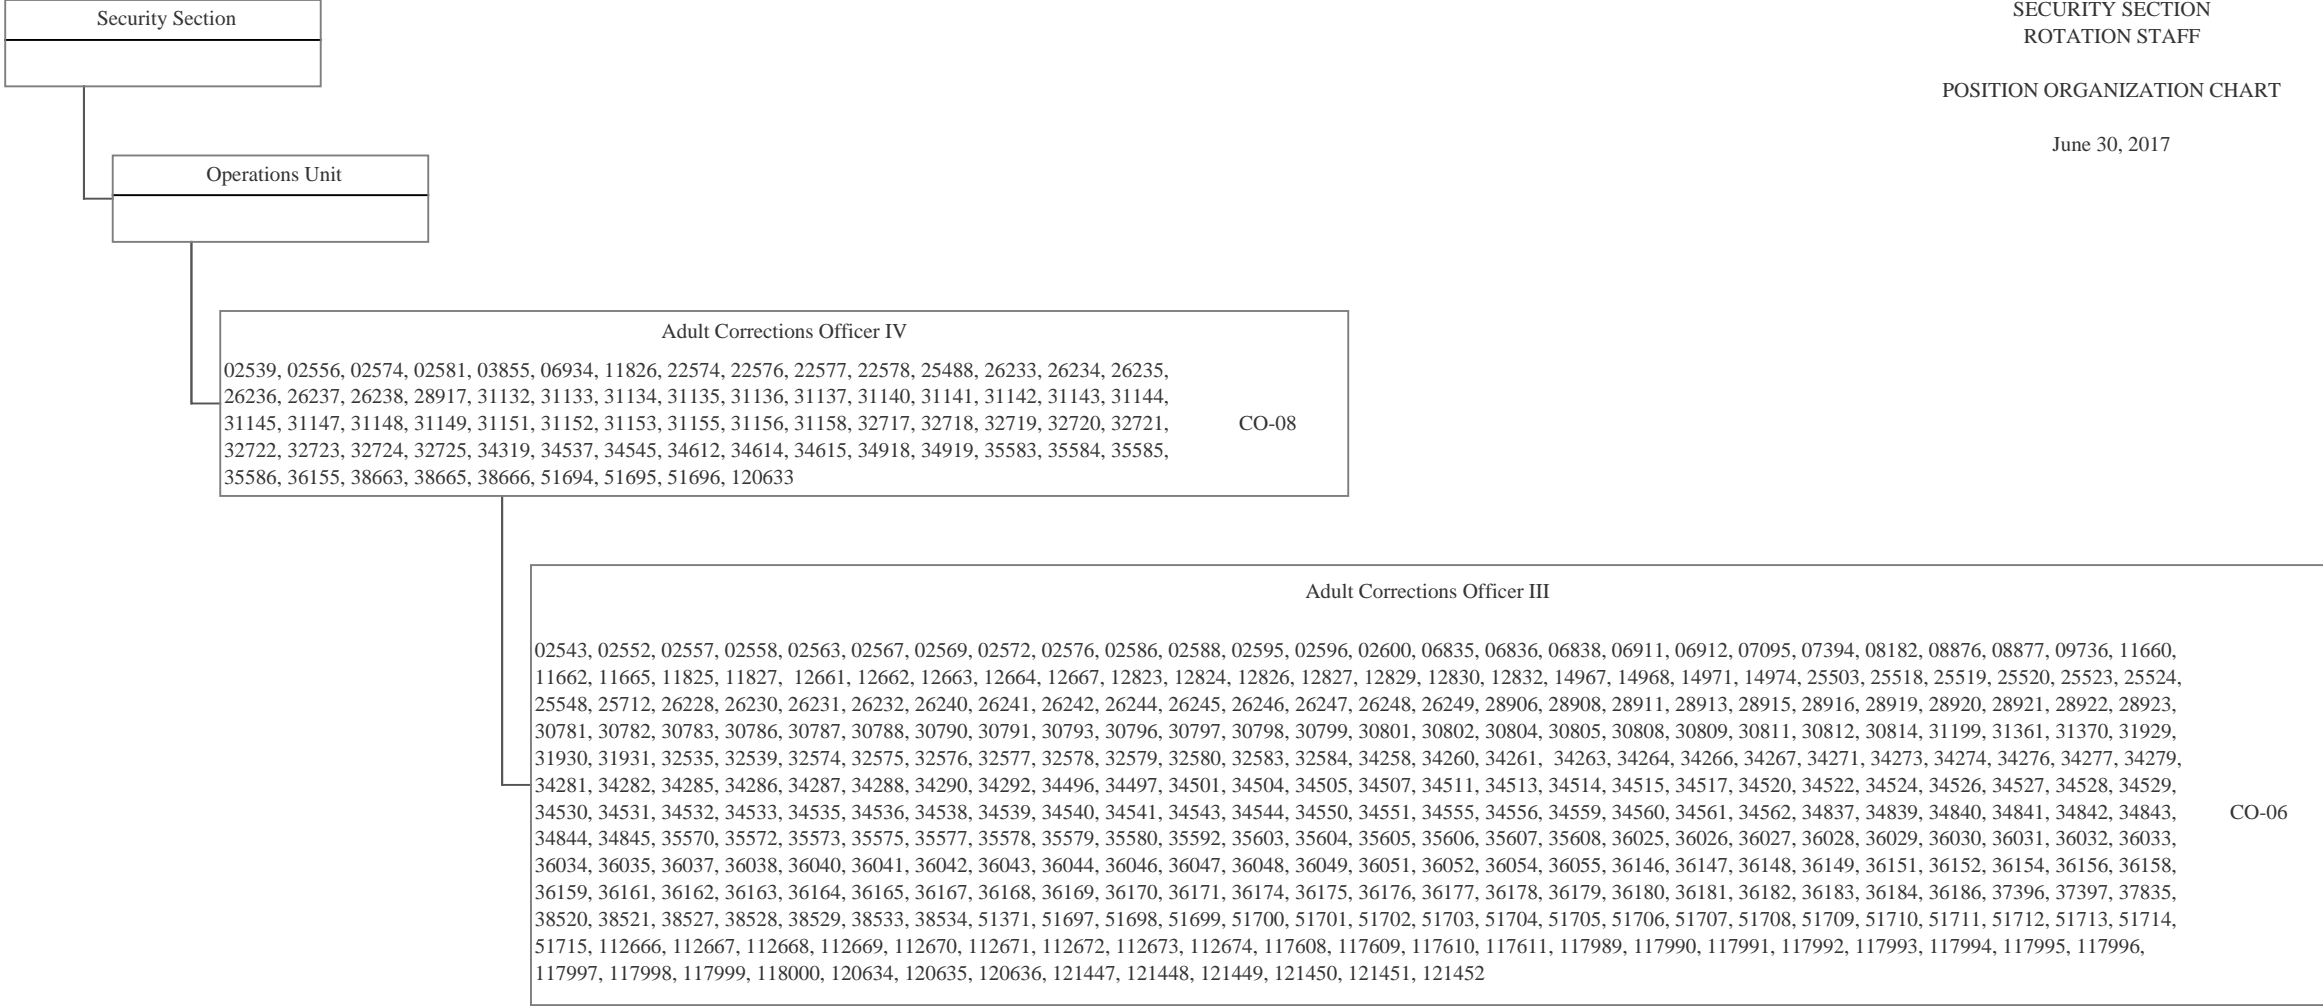 Security Section
SECURITY SECTION
ROTATION STAFF
POSITION ORGANIZATION CHART
June 30, 2017
Operations Unit
Adult Corrections Officer IV
02539, 02556, 02574, 02581, 03855, 06934, 11826, 22574, 22576, 22577, 22578, 25488, 26233, 26234, 26235,
26236, 26237, 26238, 28917, 31132, 31133, 31134, 31135, 31136, 31137, 31140, 31141, 31142, 31143, 31144,
31145, 31147, 31148, 31149, 31151, 31152, 31153, 31155, 31156, 31158, 32717, 32718, 32719, 32720, 32721,
CO-08
32722, 32723, 32724, 32725, 34319, 34537, 34545, 34612, 34614, 34615, 34918, 34919, 35583, 35584, 35585,
35586, 36155, 38663, 38665, 38666, 51694, 51695, 51696, 120633
Adult Corrections Officer III
02543, 02552, 02557, 02558, 02563, 02567, 02569, 02572, 02576, 02586, 02588, 02595, 02596, 02600, 06835, 06836, 06838, 06911, 06912, 07095, 07394, 08182, 08876, 08877, 09736, 11660,
11662, 11665, 11825, 11827, 12661, 12662, 12663, 12664, 12667, 12823, 12824, 12826, 12827, 12829, 12830, 12832, 14967, 14968, 14971, 14974, 25503, 25518, 25519, 25520, 25523, 25524,
25548, 25712, 26228, 26230, 26231, 26232, 26240, 26241, 26242, 26244, 26245, 26246, 26247, 26248, 26249, 28906, 28908, 28911, 28913, 28915, 28916, 28919, 28920, 28921, 28922, 28923,
30781, 30782, 30783, 30786, 30787, 30788, 30790, 30791, 30793, 30796, 30797, 30798, 30799, 30801, 30802, 30804, 30805, 30808, 30809, 30811, 30812, 30814, 31199, 31361, 31370, 31929,
31930, 31931, 32535, 32539, 32574, 32575, 32576, 32577, 32578, 32579, 32580, 32583, 32584, 34258, 34260, 34261, 34263, 34264, 34266, 34267, 34271, 34273, 34274, 34276, 34277, 34279,
34281, 34282, 34285, 34286, 34287, 34288, 34290, 34292, 34496, 34497, 34501, 34504, 34505, 34507, 34511, 34513, 34514, 34515, 34517, 34520, 34522, 34524, 34526, 34527, 34528, 34529,
34530, 34531, 34532, 34533, 34535, 34536, 34538, 34539, 34540, 34541, 34543, 34544, 34550, 34551, 34555, 34556, 34559, 34560, 34561, 34562, 34837, 34839, 34840, 34841, 34842, 34843,
CO-06
34844, 34845, 35570, 35572, 35573, 35575, 35577, 35578, 35579, 35580, 35592, 35603, 35604, 35605, 35606, 35607, 35608, 36025, 36026, 36027, 36028, 36029, 36030, 36031, 36032, 36033,
36034, 36035, 36037, 36038, 36040, 36041, 36042, 36043, 36044, 36046, 36047, 36048, 36049, 36051, 36052, 36054, 36055, 36146, 36147, 36148, 36149, 36151, 36152, 36154, 36156, 36158,
36159, 36161, 36162, 36163, 36164, 36165, 36167, 36168, 36169, 36170, 36171, 36174, 36175, 36176, 36177, 36178, 36179, 36180, 36181, 36182, 36183, 36184, 36186, 37396, 37397, 37835,
38520, 38521, 38527, 38528, 38529, 38533, 38534, 51371, 51697, 51698, 51699, 51700, 51701, 51702, 51703, 51704, 51705, 51706, 51707, 51708, 51709, 51710, 51711, 51712, 51713, 51714,
51715, 112666, 112667, 112668, 112669, 112670, 112671, 112672, 112673, 112674, 117608, 117609, 117610, 117611, 117989, 117990, 117991, 117992, 117993, 117994, 117995, 117996,
117997, 117998, 117999, 118000, 120634, 120635, 120636, 121447, 121448, 121449, 121450, 121451, 121452